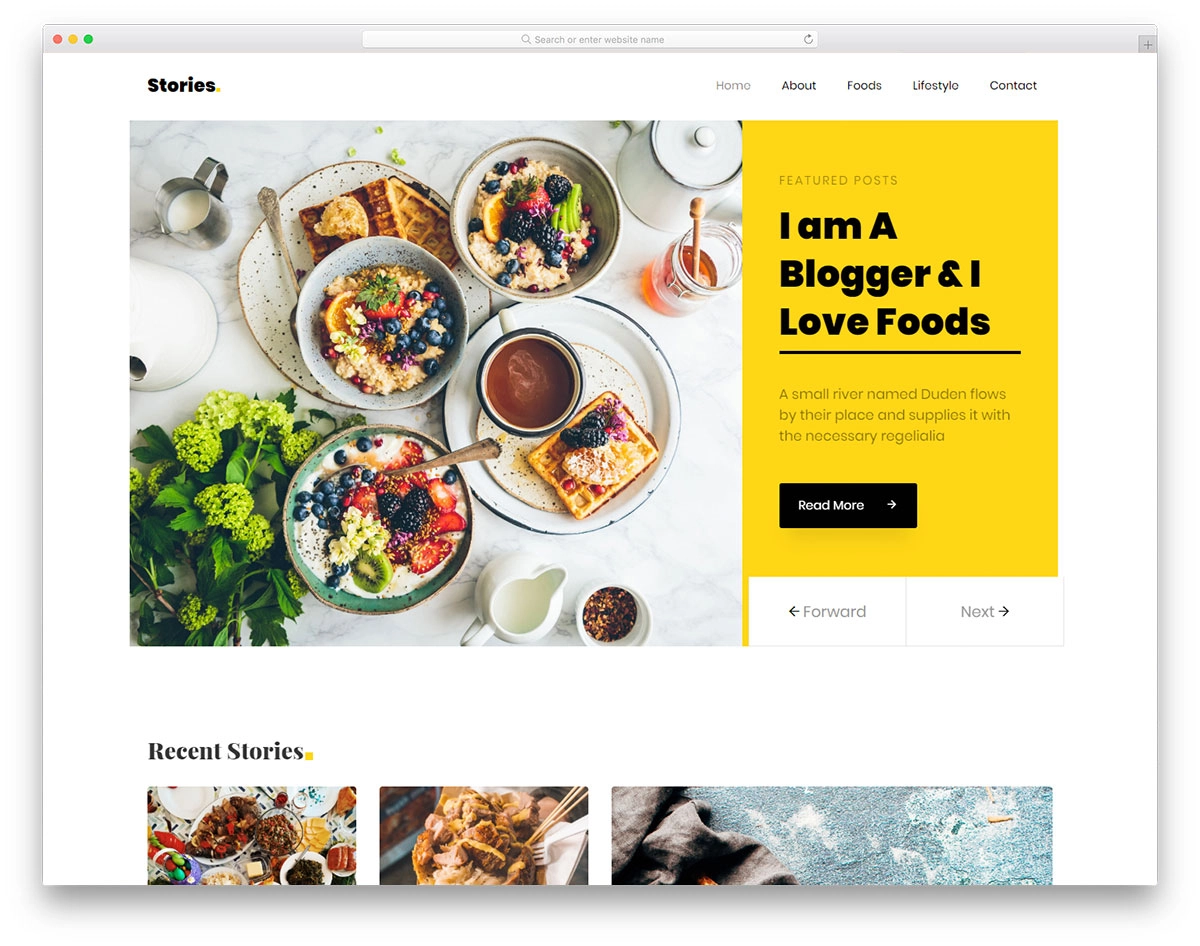 Search or enter website name
Stories.
Home About Foods Lifestyle Contact
FEATURED POSTS
I am A
Blogger & I
Love Foods
A small river named Duden flows
by their place and supplies it with
the necessary regelialia
Read More →
← Forward
Next →
Recent Stories.